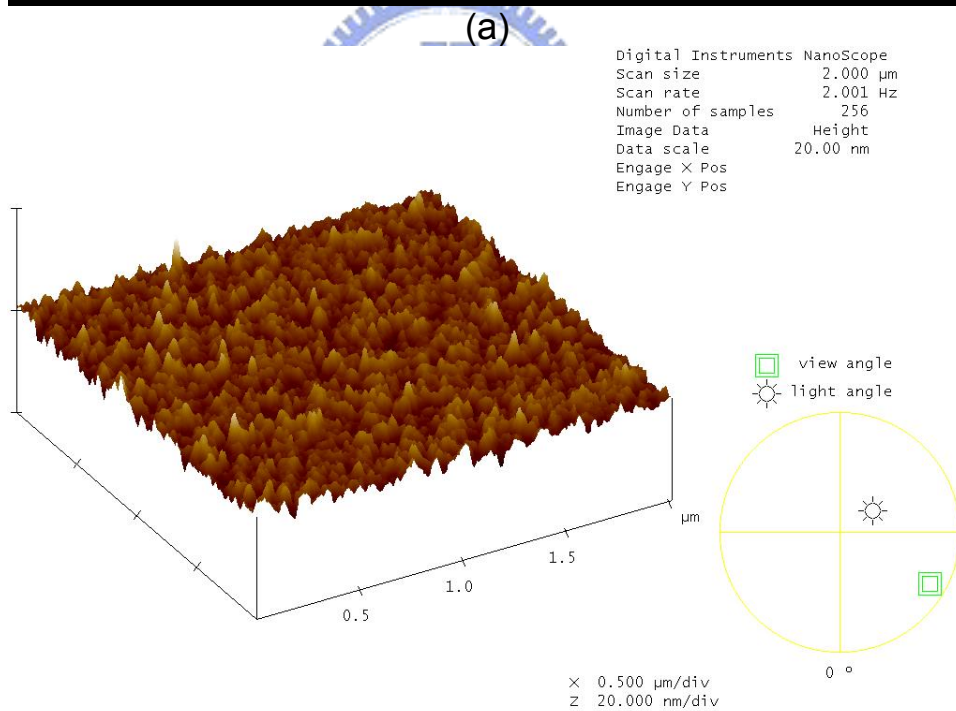 (a)
Digital Instruments NanoScope
Scan size 2.000 µm
Scan rate 2.001 Hz
Number of samples 256
Image Data Height
Data scale 20.00 nm
Engage X Pos
Engage Y Pos
view angle
light angle
µm
1.5
1.0
0.5
0 º
X 0.500 µm/div
Z 20.000 nm/div